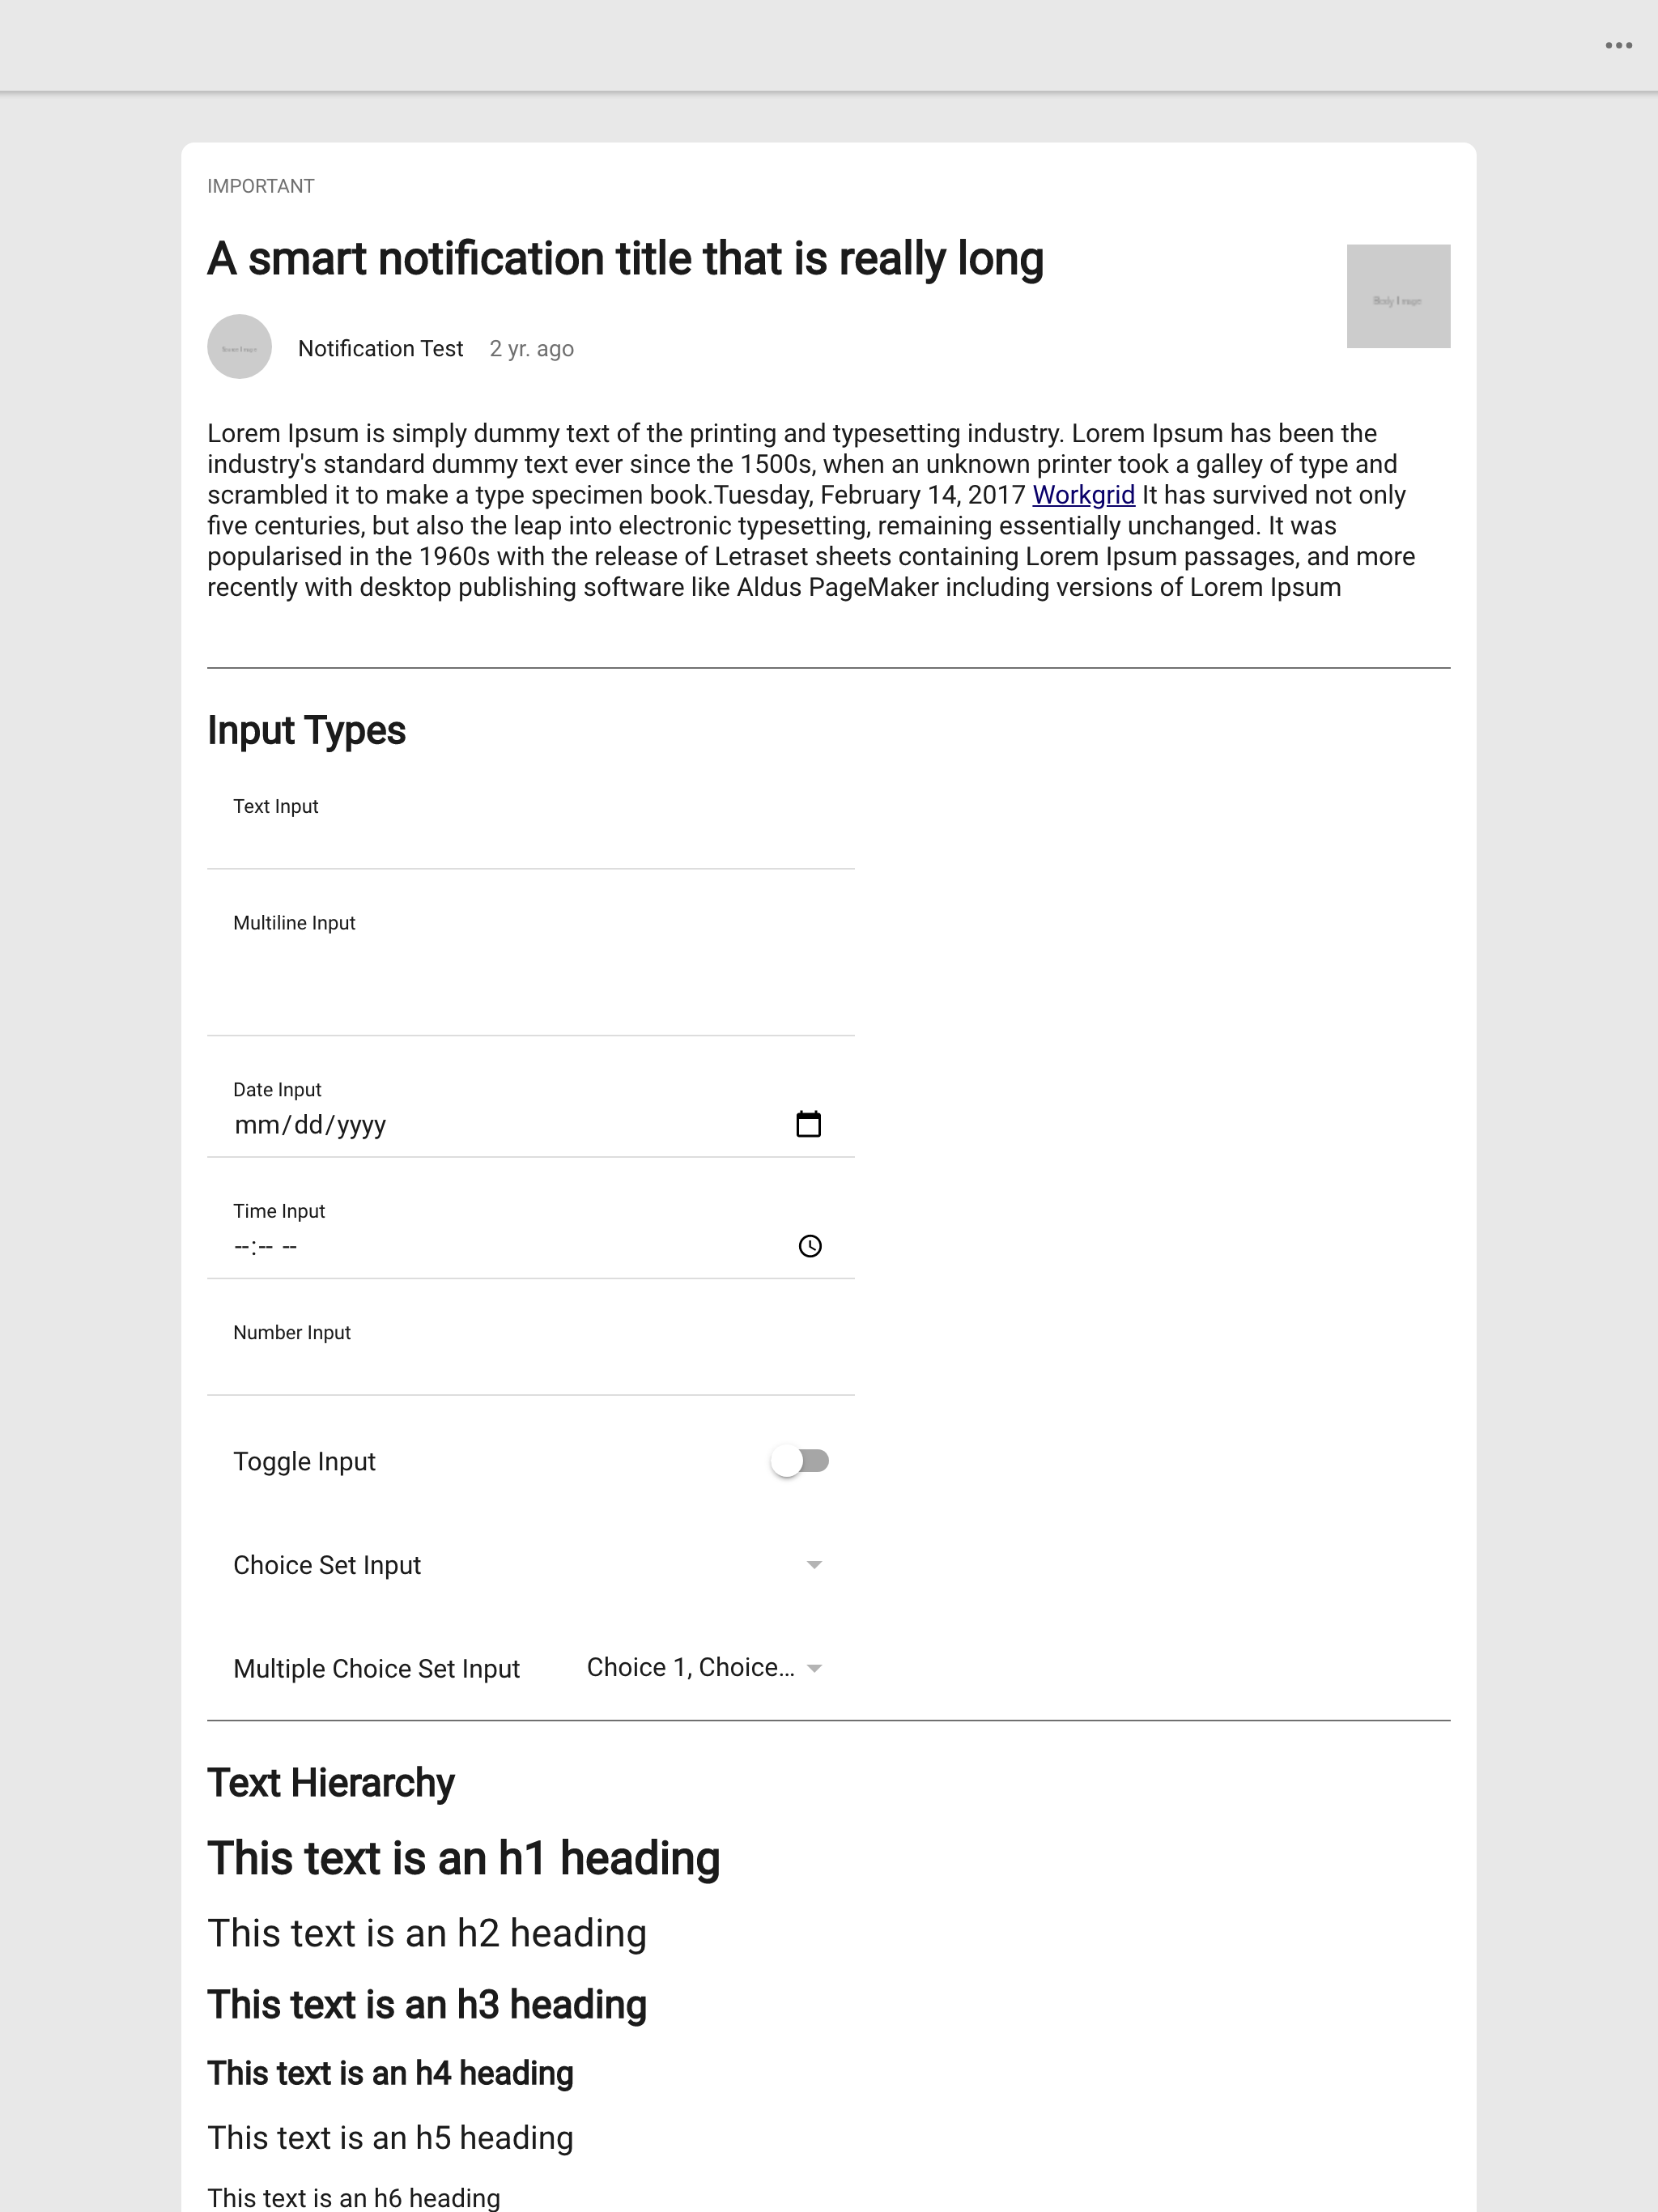 IMPORTANT
A smart notification title that is really long
Body Image
Notification Test 2 yr. ago
Lorem Ipsum is simply dummy text of the printing and typesetting industry. Lorem Ipsum has been the
industry's standard dummy text ever since the 1500s, when an unknown printer took a galley of type and
scrambled it to make a type specimen book.Tuesday, February 14, 2017 Workgrid It has survived not only
five centuries, but also the leap into electronic typesetting, remaining essentially unchanged. It was
popularised in the 1960s with the release of Letraset sheets containing Lorem Ipsum passages, and more
recently with desktop publishing software like Aldus PageMaker including versions of Lorem Ipsum
Input Types
Text Input
Multiline Input
Date Input
mm/dd/yyyy
Time Input
--:-- --
Number Input
Toggle Input
Choice Set Input
Multiple Choice Set Input Choice 1, Choice...
Text Hierarchy
This text is an h1 heading
This text is an h2 heading
This text is an h3 heading
This text is an h4 heading
This text is an h5 heading
This text is an h6 heading